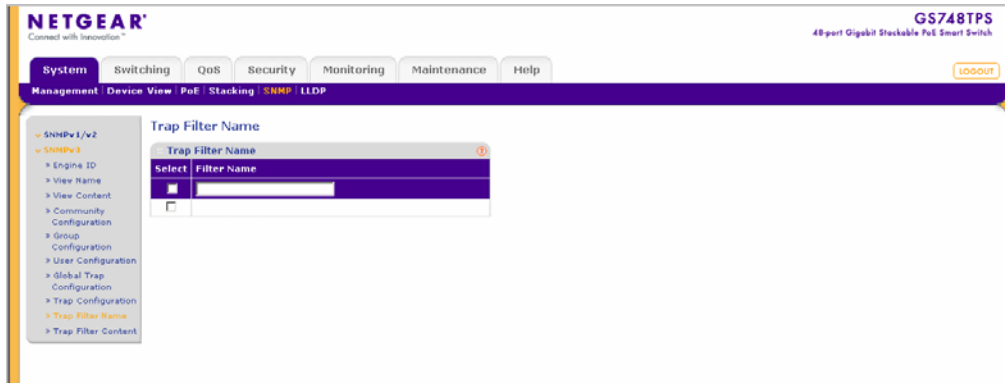 NETGEAR®
Connect with Innovation™
GS748TPS
48-port Gigabit Stackable PoE Smart Switch
System Switching QoS Security Monitoring Maintenance Help
LOGOUT
Management Device View PoE Stacking SNMP LLDP
SNMPv1/v2
SNMPv3
Engine ID
View Name
View Content
Community
Configuration
Group
Configuration
User Configuration
Global Trap
Configuration
Trap Configuration
Trap Filter Name
Trap Filter Content
Trap Filter Name
Trap Filter Name
Select Filter Name